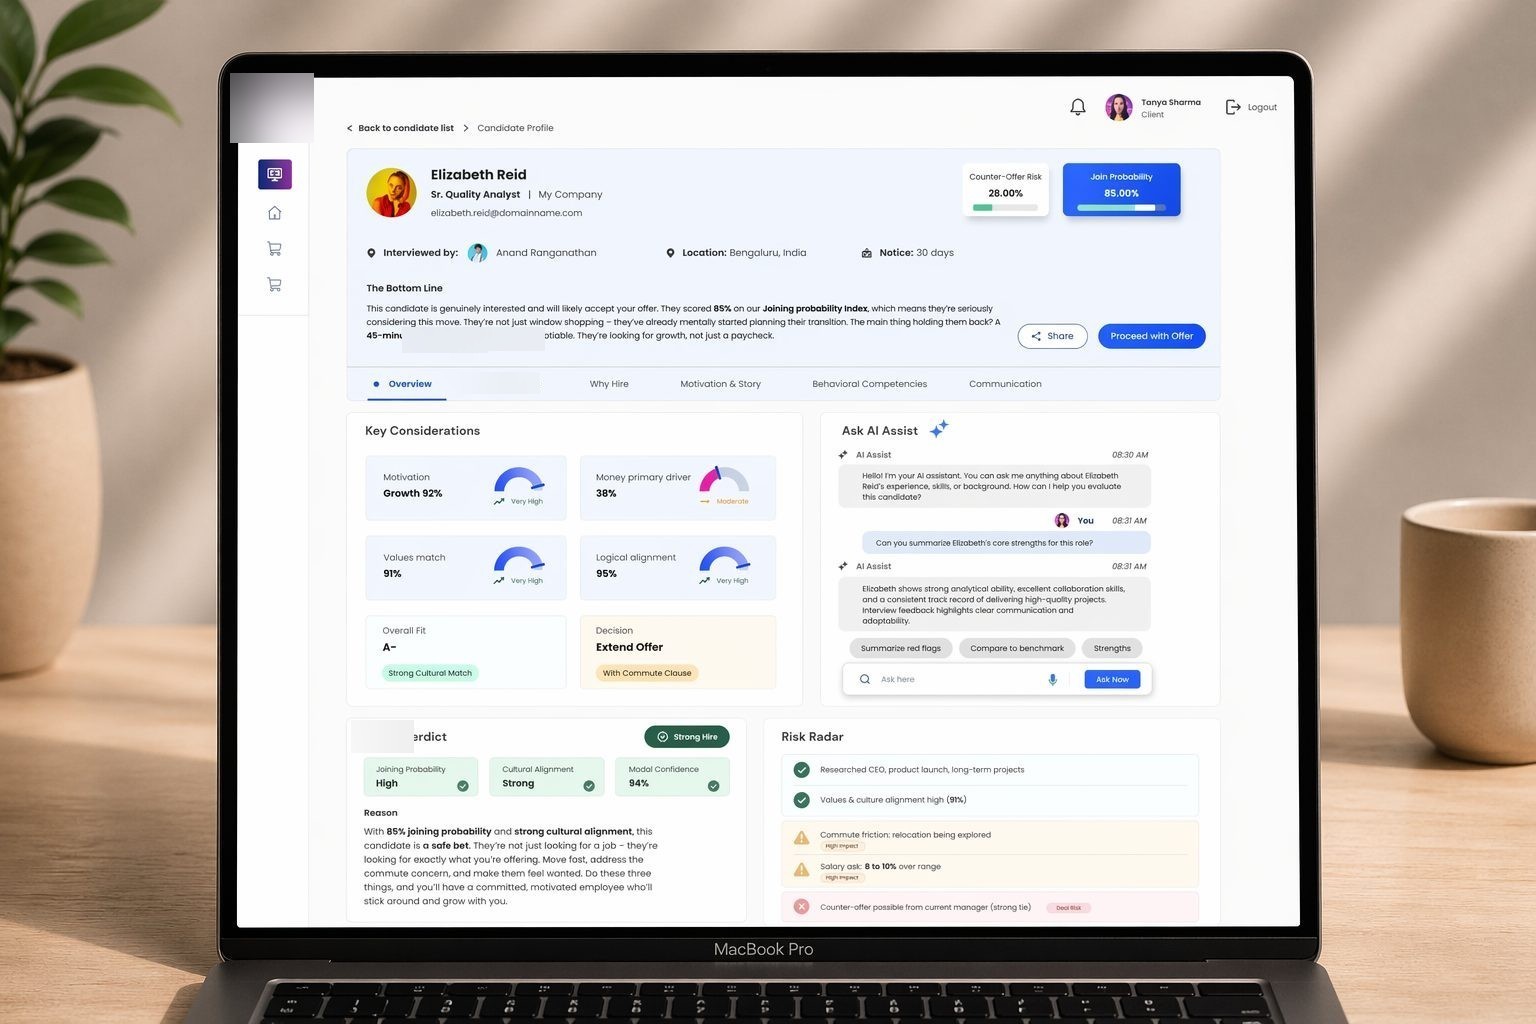 Tanya Sharma
Client
Logout
< Back to condidate list > Candidate Profile
Elizabeth Reid
Sr. Quality Analyst | My Company
elizabeth.reid@domainname.com
Counter-Offer Risk
28.00%
Join Probability
85.00%
Interviewed by: Anand Ranganathan
Location: Bengaluru, India
Notice: 30 days
The Bottom Line
This candidate is genuinely interested and will likely accept your offer. They scored 85% on our Joining probability Index, which means they're seriously
considering this move. They're not just window shopping – they've already mentally started planning their transition. The main thing holding them back? A
45-minu otiable. They're looking for growth, not just a paycheck.
Share
Proceed with Offer
Overview
Why Hire
Motivation & Story
Behavioral Competencies
Communication
Key Considerations
Motivation
Growth 92%
Very High
Money primary driver
38%
Moderate
Values match
91%
Very High
Logical alignment
95%
Very High
Overall Fit
A-
Strong Cultural Match
Decision
Extend Offer
With Commute Clause
Ask AI Assist
AI Assist 08:30 AM
Hello! I'm your AI assistant. You can ask me anything about Elizabeth
Reid's experience, skills, or background. How can I help you evaluate
this candidate?
You 08:31 AM
Can you summarize Elizabeth's core strengths for this role?
AI Assist 08:31 AM
Elizabeth shows strong analytical ability, excellent collaboration skills,
and a consistent track record of delivering high-quality projects.
Interview feedback highlights clear communication and
adoptability.
Summarize red flags
Compare to benchmark
Strengths
Ask here
Ask Now
erdict
Strong Hire
Joining Probability
High
Cultural Alignment
Strong
Modal Confidence
94%
Reason
With 85% joining probability and strong cultural alignment, this
candidate is a safe bet. They're not just looking for a job – they're
looking for exactly what you're offering. Move fast, address the
commute concern, and make them feel wanted. Do these three
things, and you'll have a committed, motivated employee who'll
stick around and grow with you.
Risk Radar
Researched CEO, product launch, long-term projects
Values & culture alignment high (91%)
Commute friction: relocation being explored
High Impact
Salary ask: 8 to 10% over range
High Impact
Counter-offer possible from current manager (strong tie)
Deal Risk
MacBook Pro